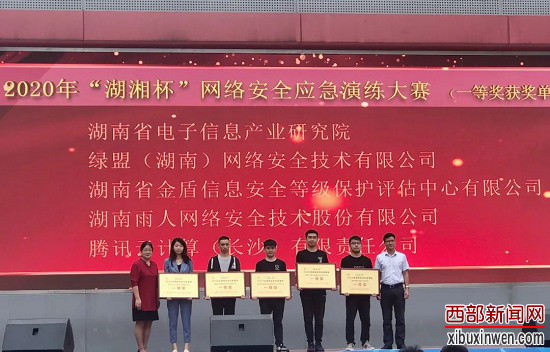 2020年“湖湘杯”网络安全应急演练大赛 （一等奖获奖单
湖南省电子信息产业研究院
绿盟（湖南）网络安全技术有限公司
湖南省金盾信息安全等级保护评估中心有限公司
湖南雨人网络安全技术股份有限公司
腾讯云计算（长沙）有限责任公司
一等奖
一等奖
一等奖
一等奖
一等奖
西部新闻网
xibuxinwen.com